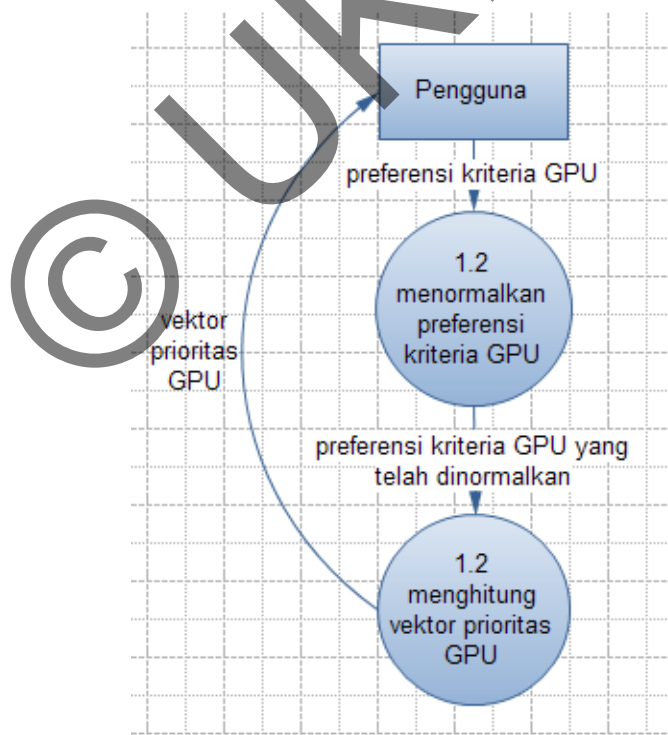 © UK
Pengguna
preferensi kriteria GPU
1.2
menormalkan
preferensi
kriteria GPU
vektor
prioritas
GPU
preferensi kriteria GPU yang
telah dinormalkan
1.2
menghitung
vektor prioritas
GPU